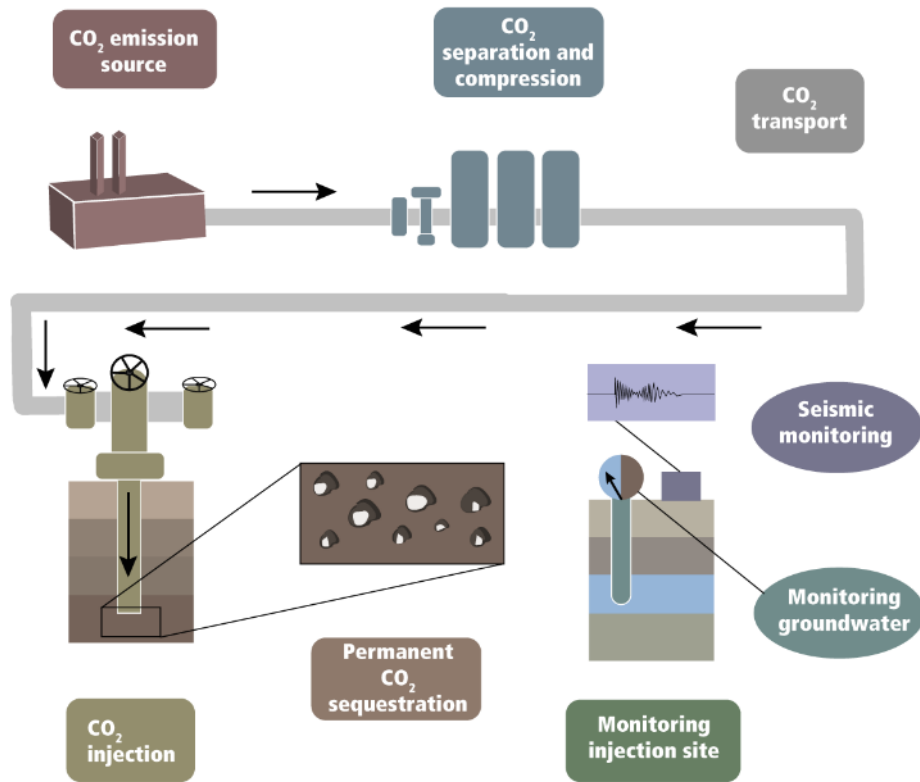 CO₂ emission
source
CO₂
separation and
compression
CO₂
transport
Seismic
monitoring
Monitoring
groundwater
Permanent
CO₂
sequestration
CO₂
injection
Monitoring
injection site